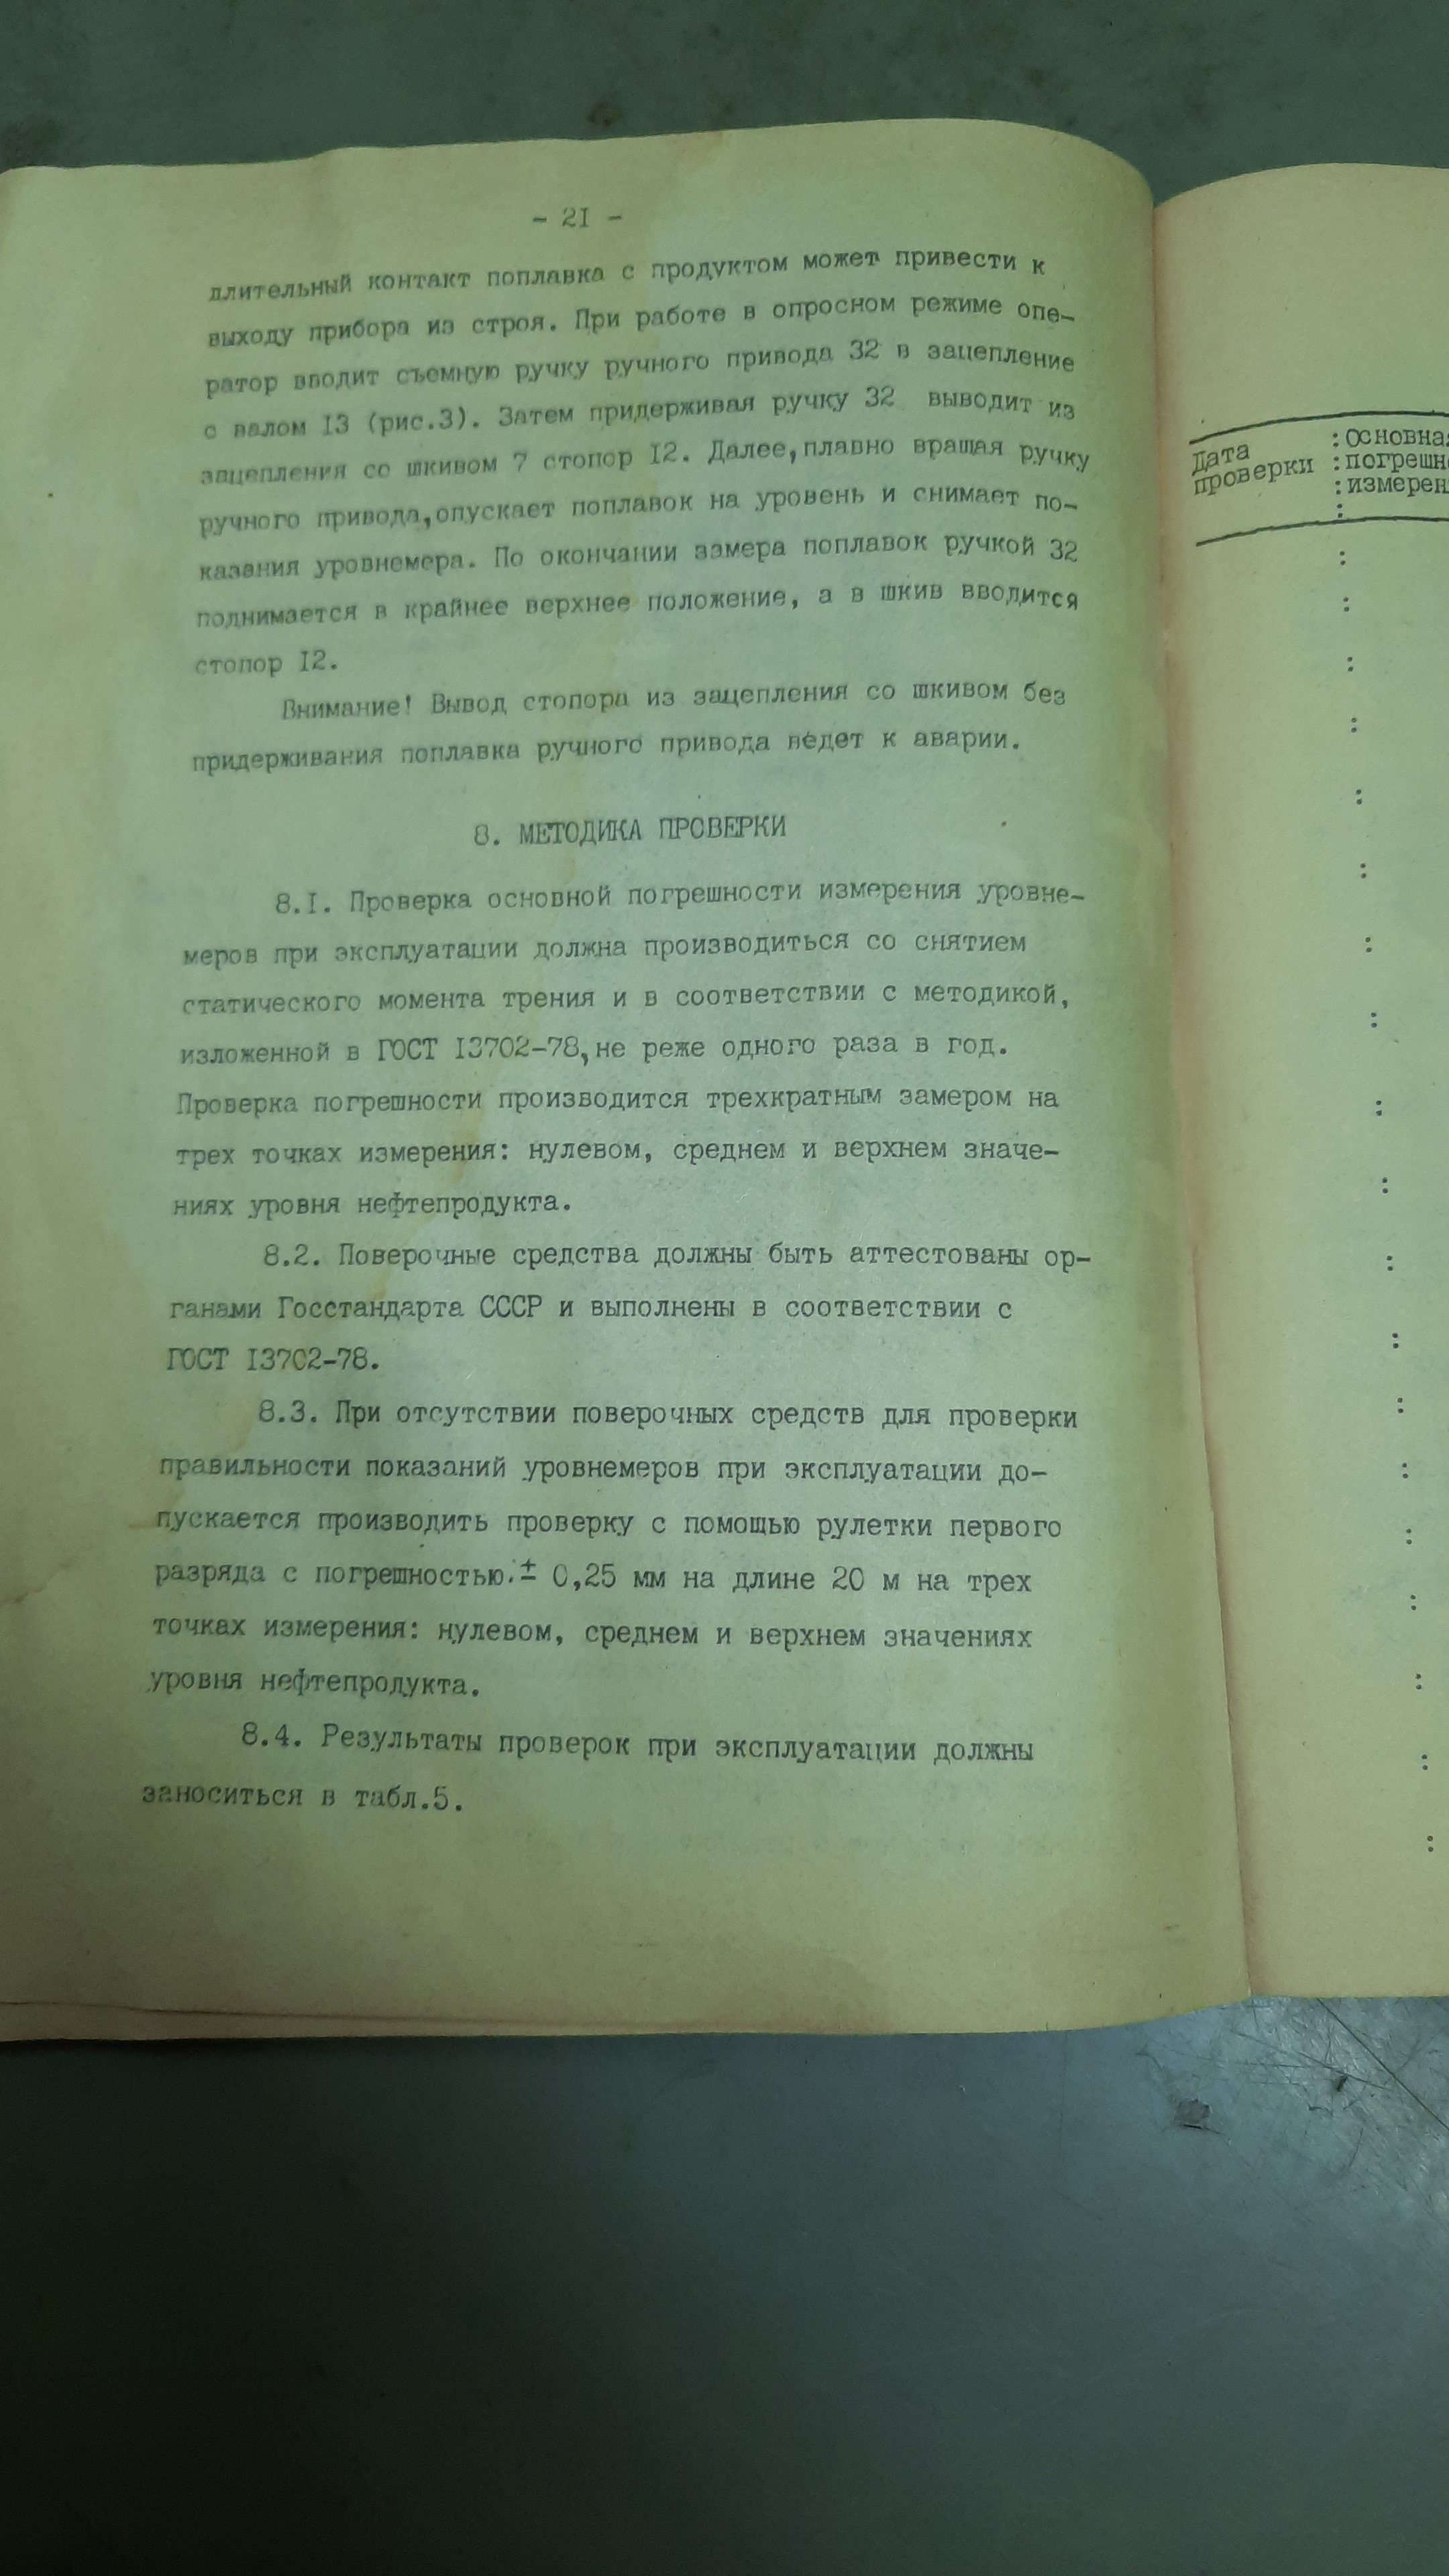 - 2I -
длительный контакт поплавка с продуктом может привести к
выходу прибора из строя. При работе в опросном режиме опе-
ратор вводит съемную ручку ручного привода 32 в зацепление
с валом I3 (рис.3). Затем придерживая ручку 32 выводит из
зацепления со шкивом 7 стопор I2. Далее,плавно вращая ручку
ручного привода,опускает поплавок на уровень и снимает по-
казания уровнемера. По окончании замера поплавок ручкой 32
поднимается в крайнее верхнее положение, а в шкив вводится
стопор I2.
Внимание! Вывод стопора из зацепления со шкивом без
придерживания поплавка ручного привода ведет к аварии.
8. МЕТОДИКА ПРОВЕРКИ
8.I. Проверка основной погрешности измерения уровне-
меров при эксплуатации должна производиться со снятием
статического момента трения и в соответствии с методикой,
изложенной в ГОСТ I3702-78,не реже одного раза в год.
Проверка погрешности производится трехкратным замером на
трех точках измерения: нулевом, среднем и верхнем значе-
ниях уровня нефтепродукта.
8.2. Поверочные средства должны быть аттестованы ор-
ганами Госстандарта СССР и выполнены в соответствии с
ГОСТ I3702-78.
8.3. При отсутствии поверочных средств для проверки
правильности показаний уровнемеров при эксплуатации до-
пускается производить проверку с помощью рулетки первого
разряда с погрешностью ± 0,25 мм на длине 20 м на трех
точках измерения: нулевом, среднем и верхнем значениях
уровня нефтепродукта.
8.4. Результаты проверок при эксплуатации должны
заноситься в табл.5.
Дата
проверки
:Основна
:погрешн
:измерен
: